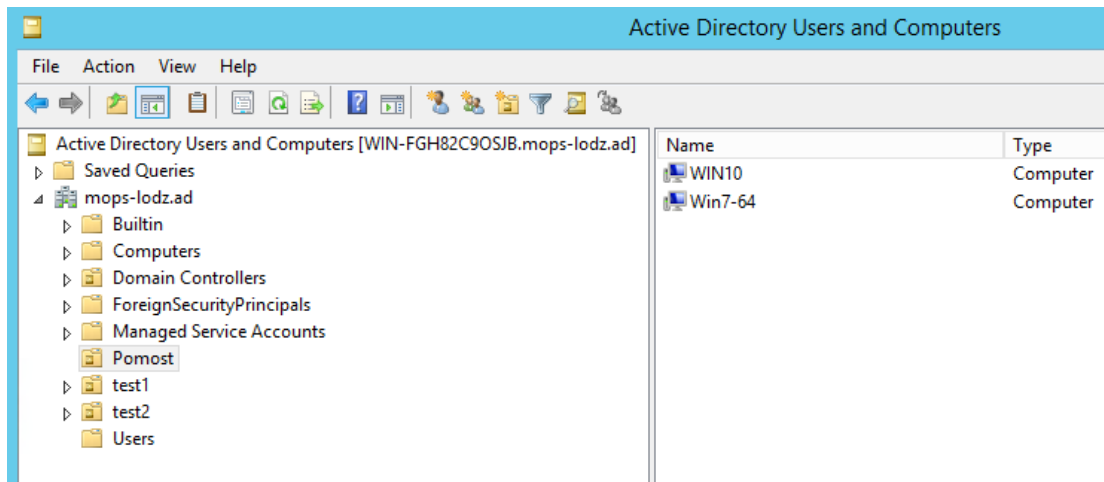 Active Directory Users and Computers
File Action View Help
Active Directory Users and Computers [WIN-FGH82C9OSJB.mops-lodz.ad]
Saved Queries
mops-lodz.ad
Builtin
Computers
Domain Controllers
ForeignSecurityPrincipals
Managed Service Accounts
Pomost
test1
test2
Users
Name Type
WIN10 Computer
Win7-64 Computer